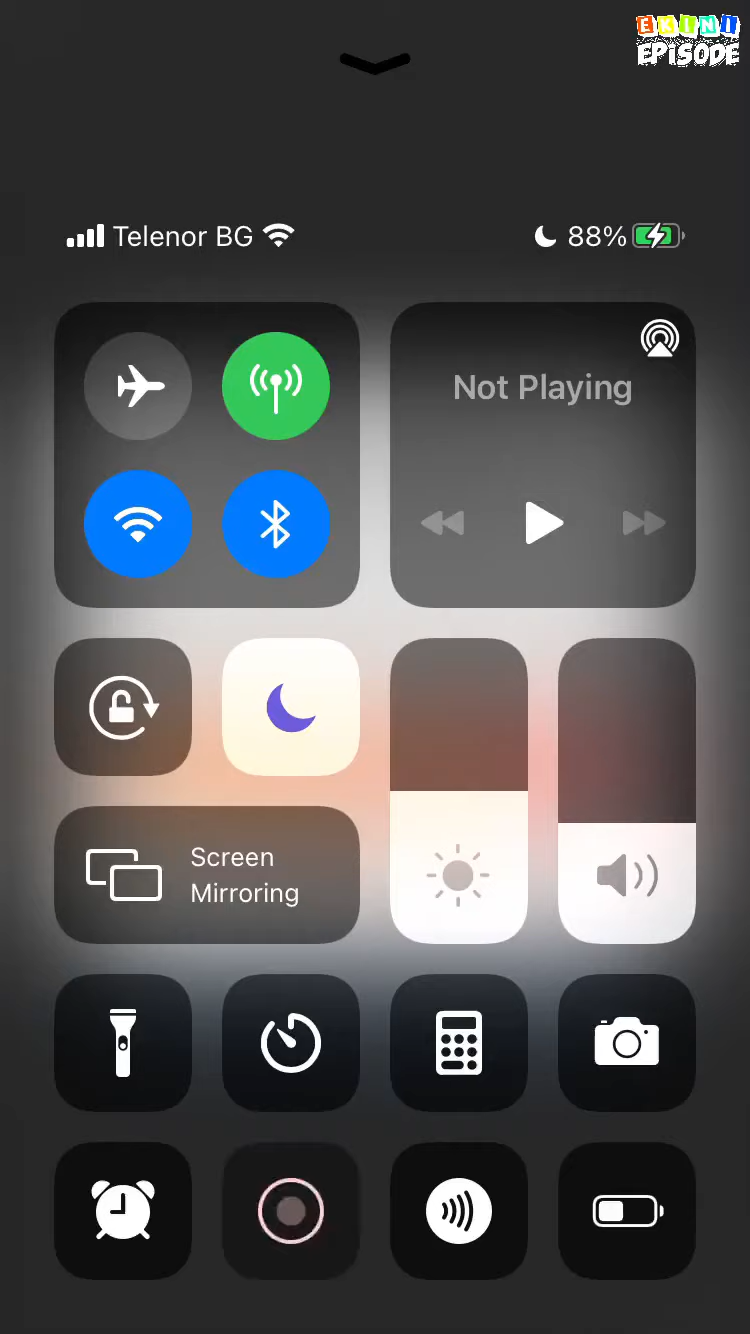 EKINI
EPISODE
Telenor BG
88%
Not Playing
Screen
Mirroring